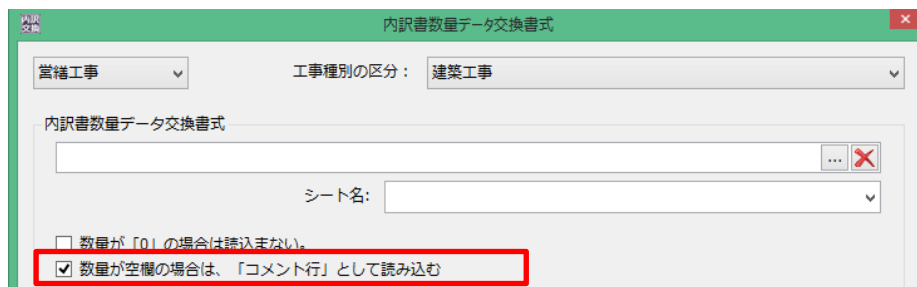 内訳交換
内訳書数量データ交換書式
営繕工事 工事種別の区分： 建築工事
内訳書数量データ交換書式
...
シート名:
数量が「0」の場合は読込まない。
数量が空欄の場合は、「コメント行」として読み込む